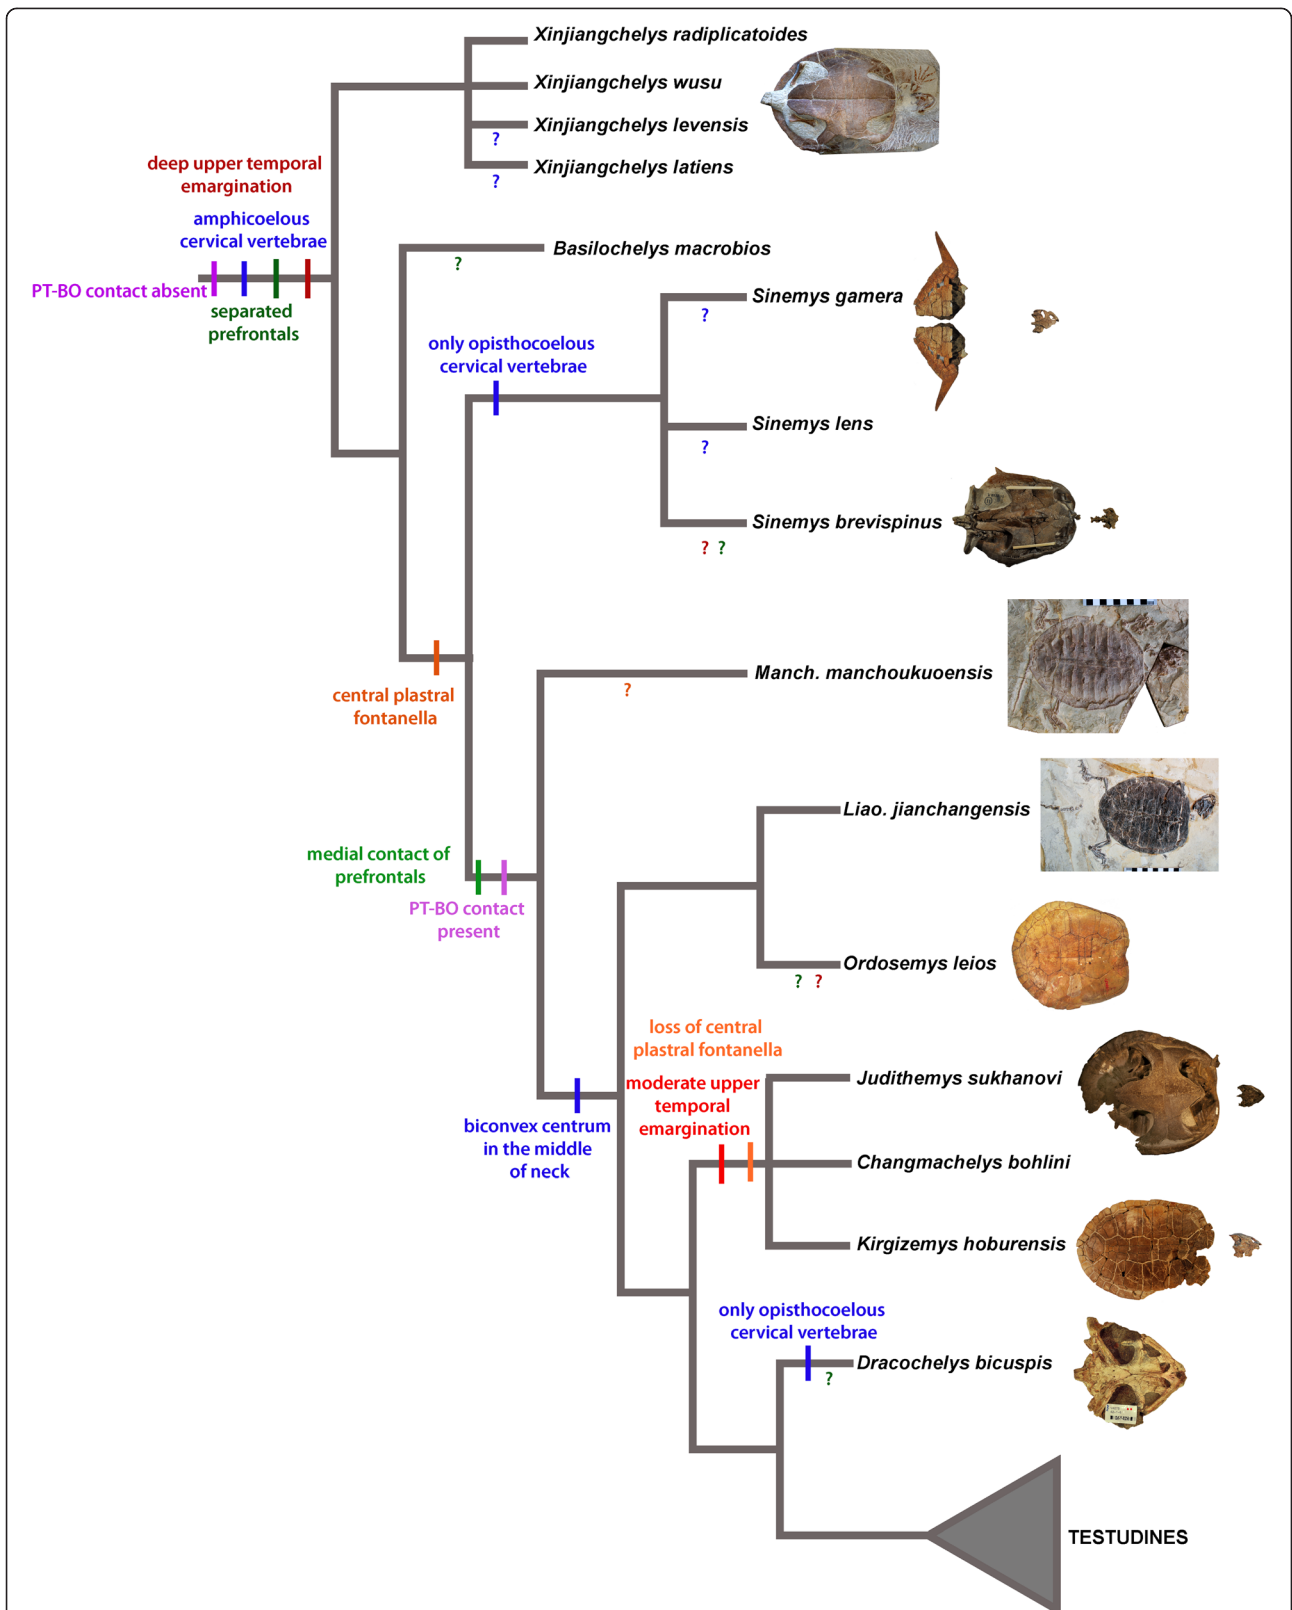 Xinjiangchelys radiplicatoides
Xinjiangchelys wusu
Xinjiangchelys levensis
?
Xinjiangchelys latiens
?
deep upper temporal
emargination
amphicoelous
cervical vertebrae
PT-BO contact absent
separated
prefrontals
Basilochelys macrobios
?
Sinemys gamera
?
only opisthocoelous
cervical vertebrae
Sinemys lens
?
Sinemys brevispinus
? ?
central plastral
fontanella
Manch. manchoukuoensis
?
Liao. jianchangensis
medial contact of
prefrontals
PT-BO contact
present
Ordosemys leios
? ?
loss of central
plastral fontanella
moderate upper
temporal
emargination
Judithemys sukhanovi
biconvex centrum
in the middle
of neck
Changmachelys bohlini
Kirgizemys hoburensis
only opisthocoelous
cervical vertebrae
Dracochelys bicuspis
?
TESTUDINES